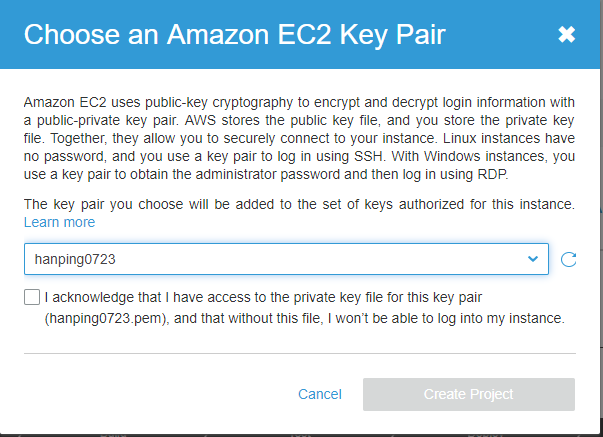 Choose an Amazon EC2 Key Pair
Amazon EC2 uses public-key cryptography to encrypt and decrypt login information with
a public-private key pair. AWS stores the public key file, and you store the private key
file. Together, they allow you to securely connect to your instance. Linux instances have
no password, and you use a key pair to log in using SSH. With Windows instances, you
use a key pair to obtain the administrator password and then log in using RDP.
The key pair you choose will be added to the set of keys authorized for this instance.
Learn more
hanping0723
I acknowledge that I have access to the private key file for this key pair
(hanping0723.pem), and that without this file, I won't be able to log into my instance.
Cancel
Create Project